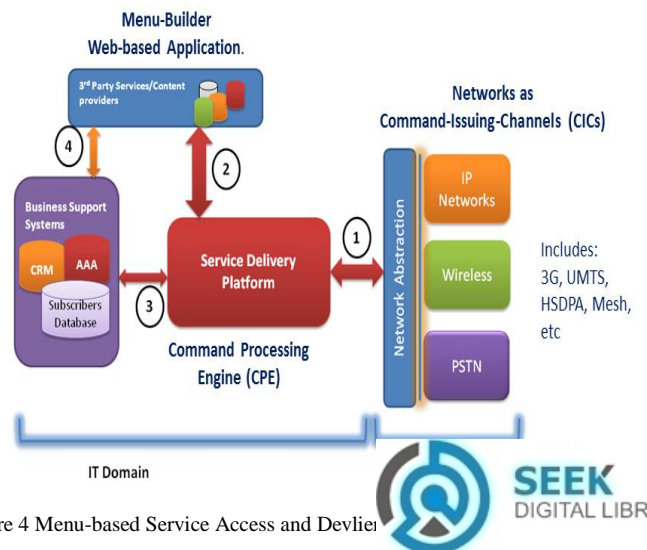 Menu-Builder
Web-based Application.
3rd Party Services/Content
providers
Networks as
Command-Issuing-Channels (CICs)
4
2
Business Support
Systems
CRM
AAA
Subscribers
Database
3
Service Delivery
Platform
1
Command Processing
Engine (CPE)
Network Abstraction
IP
Networks
Wireless
PSTN
Includes:
3G, UMTS,
HSDPA, Mesh,
etc
IT Domain
SEEK
DIGITAL LIBR
re 4 Menu-based Service Access and Devlier